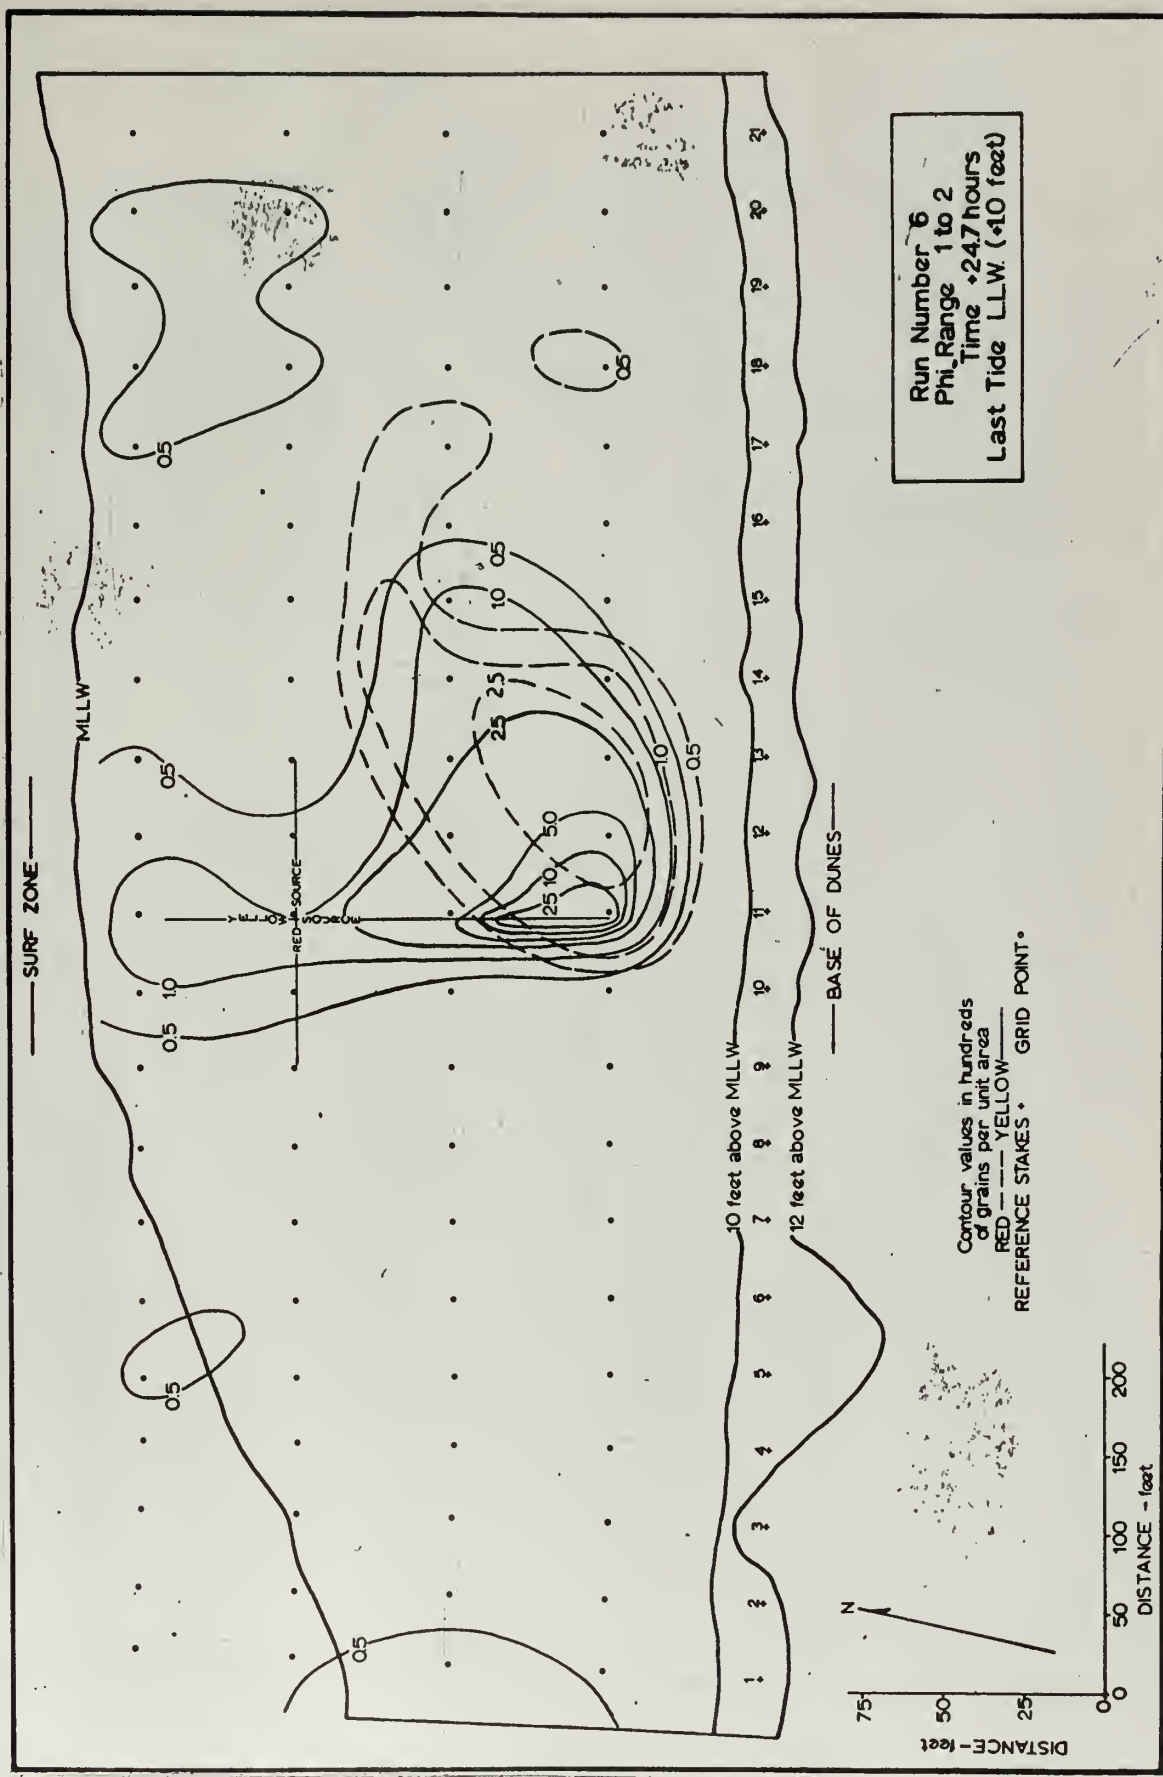 SURF ZONE
MLLW
0.5
0.5
0.5
0.5
0.5
1.0
YELLOW SOURCE
RED SOURCE
0.5
1.0
2.5
2.5
5.0
10
25
1.0
0.5
0.5
10 feet above MLLW
1 2 3 4 5 6 7 8 9 10 11 12 13 14 15 16 17 18 19 20 21
12 feet above MLLW
BASE OF DUNES
Run Number 6
Phi Range 1 to 2
Time +24.7 hours
Last Tide L.L.W. (+1.0 feet)
Contour values in hundreds
of grains per unit area
RED --- YELLOW
REFERENCE STAKES + GRID POINT •
N
75
50
25
0
DISTANCE-feet
0 50 100 150 200
DISTANCE - feet